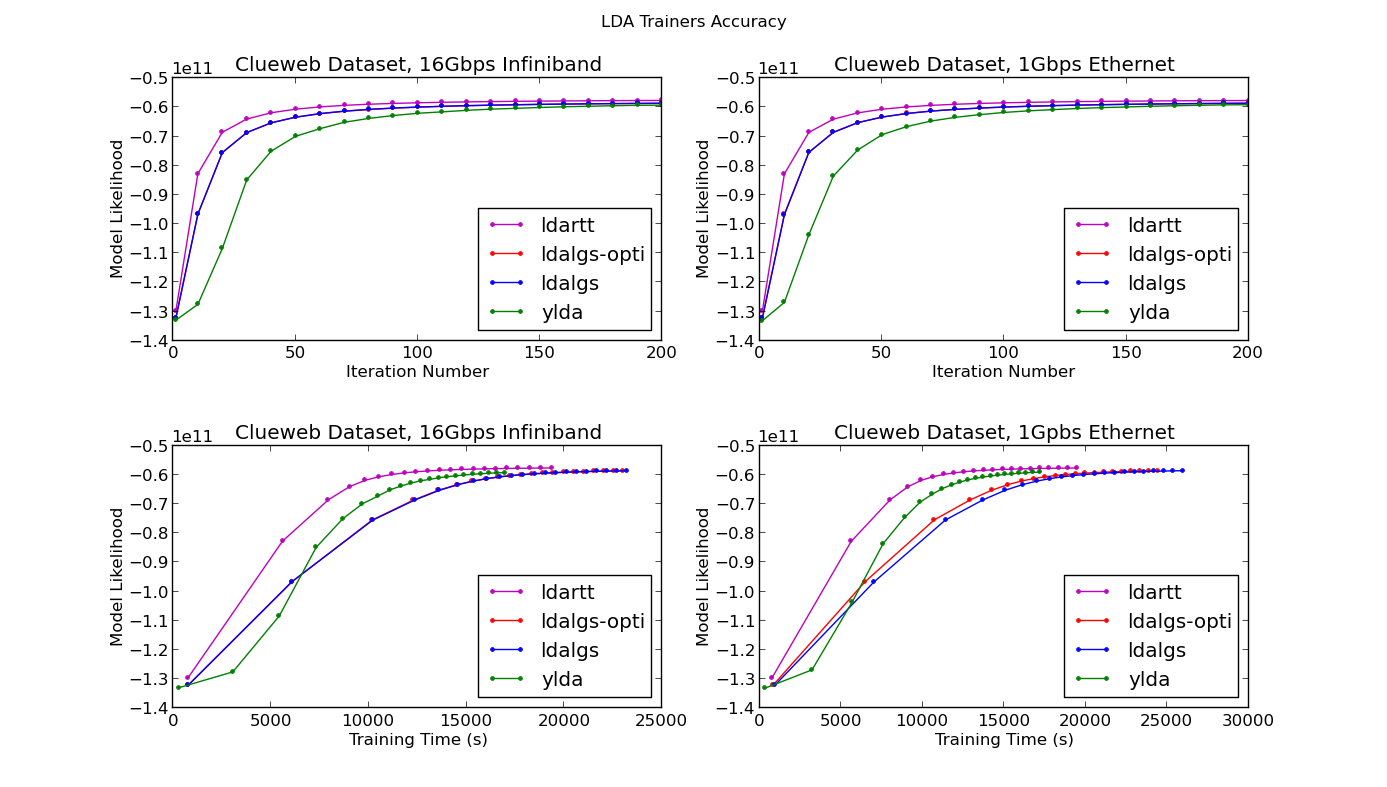 LDA Trainers Accuracy
Clueweb Dataset, 16Gbps Infiniband
1e11
−0.5
−0.6
−0.7
−0.8
−0.9
−1.0
−1.1
−1.2
−1.3
−1.4
Model Likelihood
0 50 100 150 200
Iteration Number
ldartt
ldalgs-opti
ldalgs
ylda
Clueweb Dataset, 1Gbps Ethernet
1e11
−0.5
−0.6
−0.7
−0.8
−0.9
−1.0
−1.1
−1.2
−1.3
−1.4
Model Likelihood
0 50 100 150 200
Iteration Number
ldartt
ldalgs-opti
ldalgs
ylda
Clueweb Dataset, 16Gbps Infiniband
1e11
−0.5
−0.6
−0.7
−0.8
−0.9
−1.0
−1.1
−1.2
−1.3
−1.4
Model Likelihood
0 5000 10000 15000 20000 25000
Training Time (s)
ldartt
ldalgs-opti
ldalgs
ylda
Clueweb Dataset, 1Gpbs Ethernet
1e11
−0.5
−0.6
−0.7
−0.8
−0.9
−1.0
−1.1
−1.2
−1.3
−1.4
Model Likelihood
0 5000 10000 15000 20000 25000 30000
Training Time (s)
ldartt
ldalgs-opti
ldalgs
ylda